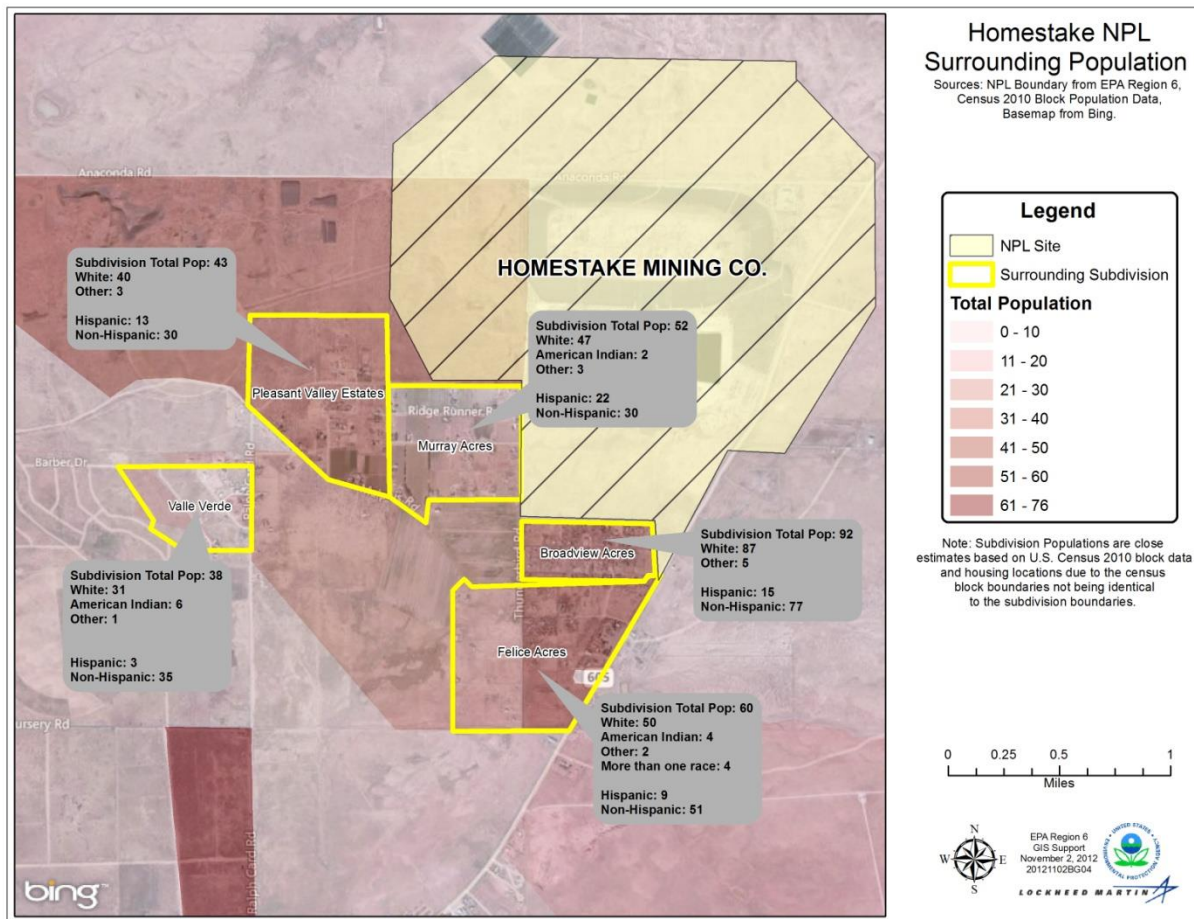 Homestake NPL
Surrounding Population
Sources: NPL Boundary from EPA Region 6,
Census 2010 Block Population Data,
Basemap from Bing.
Anaconda Rd
Anaconda Rd
HOMESTAKE MINING CO.
Subdivision Total Pop: 43
White: 40
Other: 3
Hispanic: 13
Non-Hispanic: 30
Subdivision Total Pop: 52
White: 47
American Indian: 2
Other: 3
Hispanic: 22
Non-Hispanic: 30
Pleasant Valley Estates
Ridge Runner R
Murray Acres
Barber Dr
Valle Verde
Broadview Acres
Subdivision Total Pop: 92
White: 87
Other: 5
Hispanic: 15
Non-Hispanic: 77
Subdivision Total Pop: 38
White: 31
American Indian: 6
Other: 1
Hispanic: 3
Non-Hispanic: 35
Felice Acres
605
Subdivision Total Pop: 60
White: 50
American Indian: 4
Other: 2
More than one race: 4
Hispanic: 9
Non-Hispanic: 51
ursery Rd
Ralph Card Rd
bing
Legend
NPL Site
Surrounding Subdivision
Total Population
0 - 10
11 - 20
21 - 30
31 - 40
41 - 50
51 - 60
61 - 76
Note: Subdivision Populations are close
estimates based on U.S. Census 2010 block data
and housing locations due to the census
block boundaries not being identical
to the subdivision boundaries.
0 0.25 0.5 1
Miles
N
W E
S
EPA Region 6
GIS Support
November 2, 2012
20121102BG04
UNITED STATES
ENVIRONMENTAL PROTECTION AGENCY
LOCKHEED MARTIN